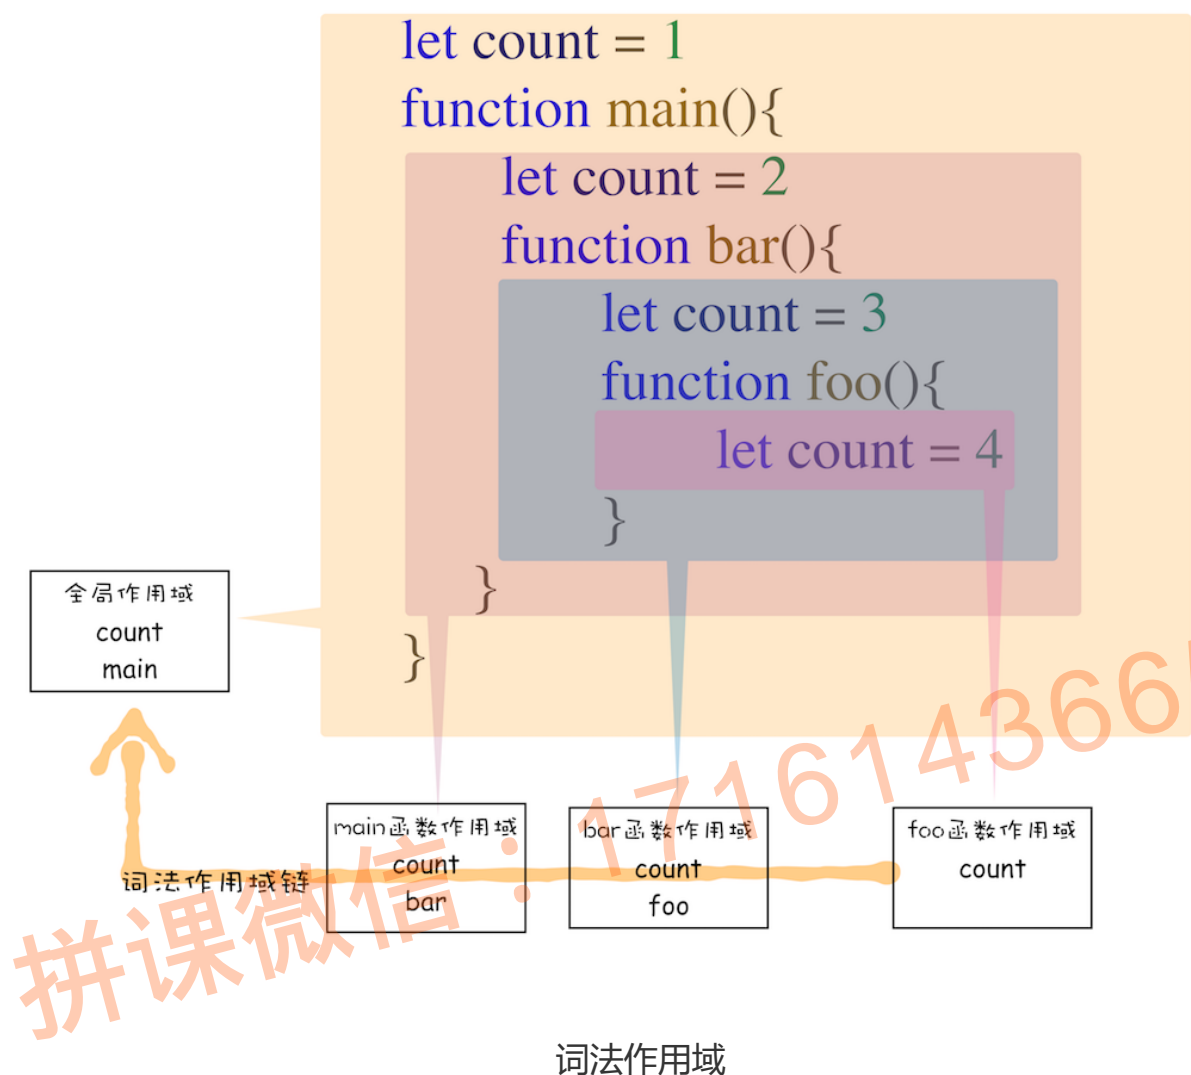 let count = 1
function main(){
let count = 2
function bar(){
let count = 3
function foo(){
let count = 4
}
}
}
全局作用域
count
main
main函数作用域
count
bar
bar函数作用域
count
foo
foo函数作用域
count
词法作用域链
拼课微信：171614366
词法作用域